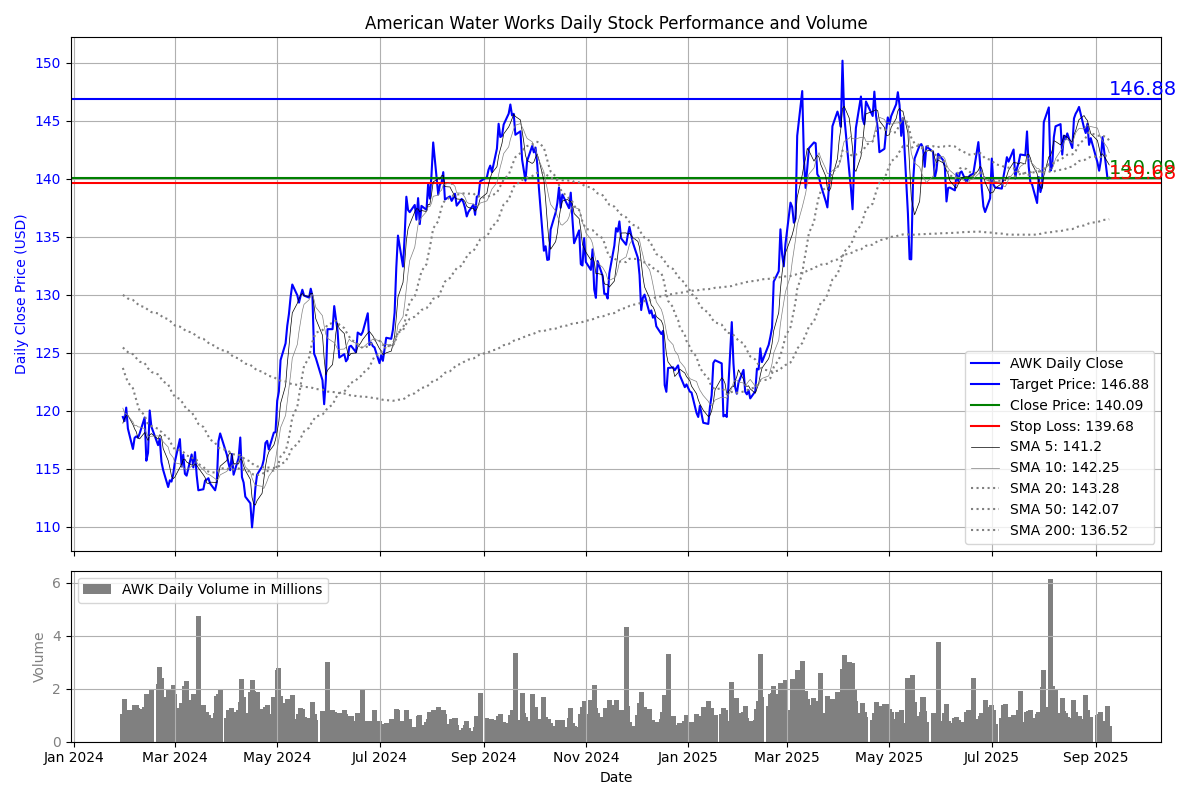 American Water Works Daily Stock Performance and Volume
Daily Close Price (USD)
150
145
140
135
130
125
120
115
110
146.88
140.09
139.68
AWK Daily Close
Target Price: 146.88
Close Price: 140.09
Stop Loss: 139.68
SMA 5: 141.2
SMA 10: 142.25
SMA 20: 143.28
SMA 50: 142.07
SMA 200: 136.52
Volume
6
4
2
0
AWK Daily Volume in Millions
Jan 2024 Mar 2024 May 2024 Jul 2024 Sep 2024 Nov 2024 Jan 2025 Mar 2025 May 2025 Jul 2025 Sep 2025
Date